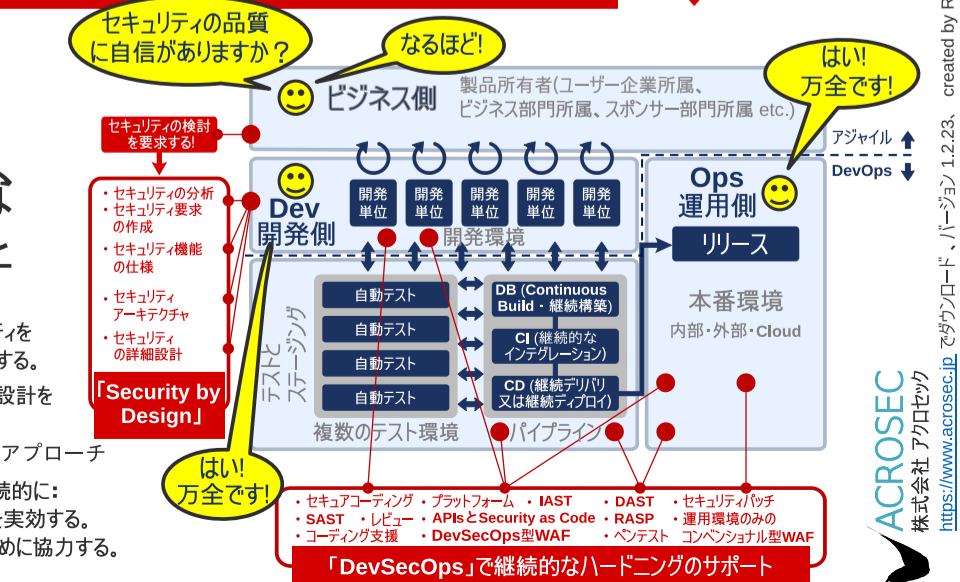 セキュリティの品質
に自信がありますか？
なるほど!
はい!
万全です!
ビジネス側
製品所有者(ユーザー企業所属、
ビジネス部門所属、スポンサー部門所属 etc.)
セキュリティの検討
を要求する!
アジャイル
DevOps
・セキュリティの分析
・セキュリティ要求
の作成
・セキュリティ機能
の仕様
・セキュリティ
アーキテクチャ
・セキュリティ
の詳細設計
「Security by
Design」
Dev
開発側
開発
単位
開発
単位
開発
単位
開発
単位
開発
単位
開発環境
Ops
運用側
リリース
本番環境
内部・外部・Cloud
テストと
ステージング
自動テスト
自動テスト
自動テスト
自動テスト
複数のテスト環境
DB (Continuous
Build・継続構築)
CI (継続的な
インテグレーション)
CD (継続デリバリ
又は継続ディプロイ)
パイプライン
はい!
万全です!
・セキュアコーディング ・プラットフォーム ・IAST ・DAST ・セキュリティパッチ
・SAST ・レビュー ・APIsとSecurity as Code ・RASP ・運用環境のみの
・コーディング支援 ・DevSecOps型WAF ・ペンテスト コンベンショナル型WAF
「DevSecOps」で継続的なハードニングのサポート
する。
設計を
アプローチ
続的に:
を実効する。
めに協力する。
ACROSEC
株式会社 アクロセック
https://www.acrosec.jp でダウンロード、バージョン 1.2.23、 created by R